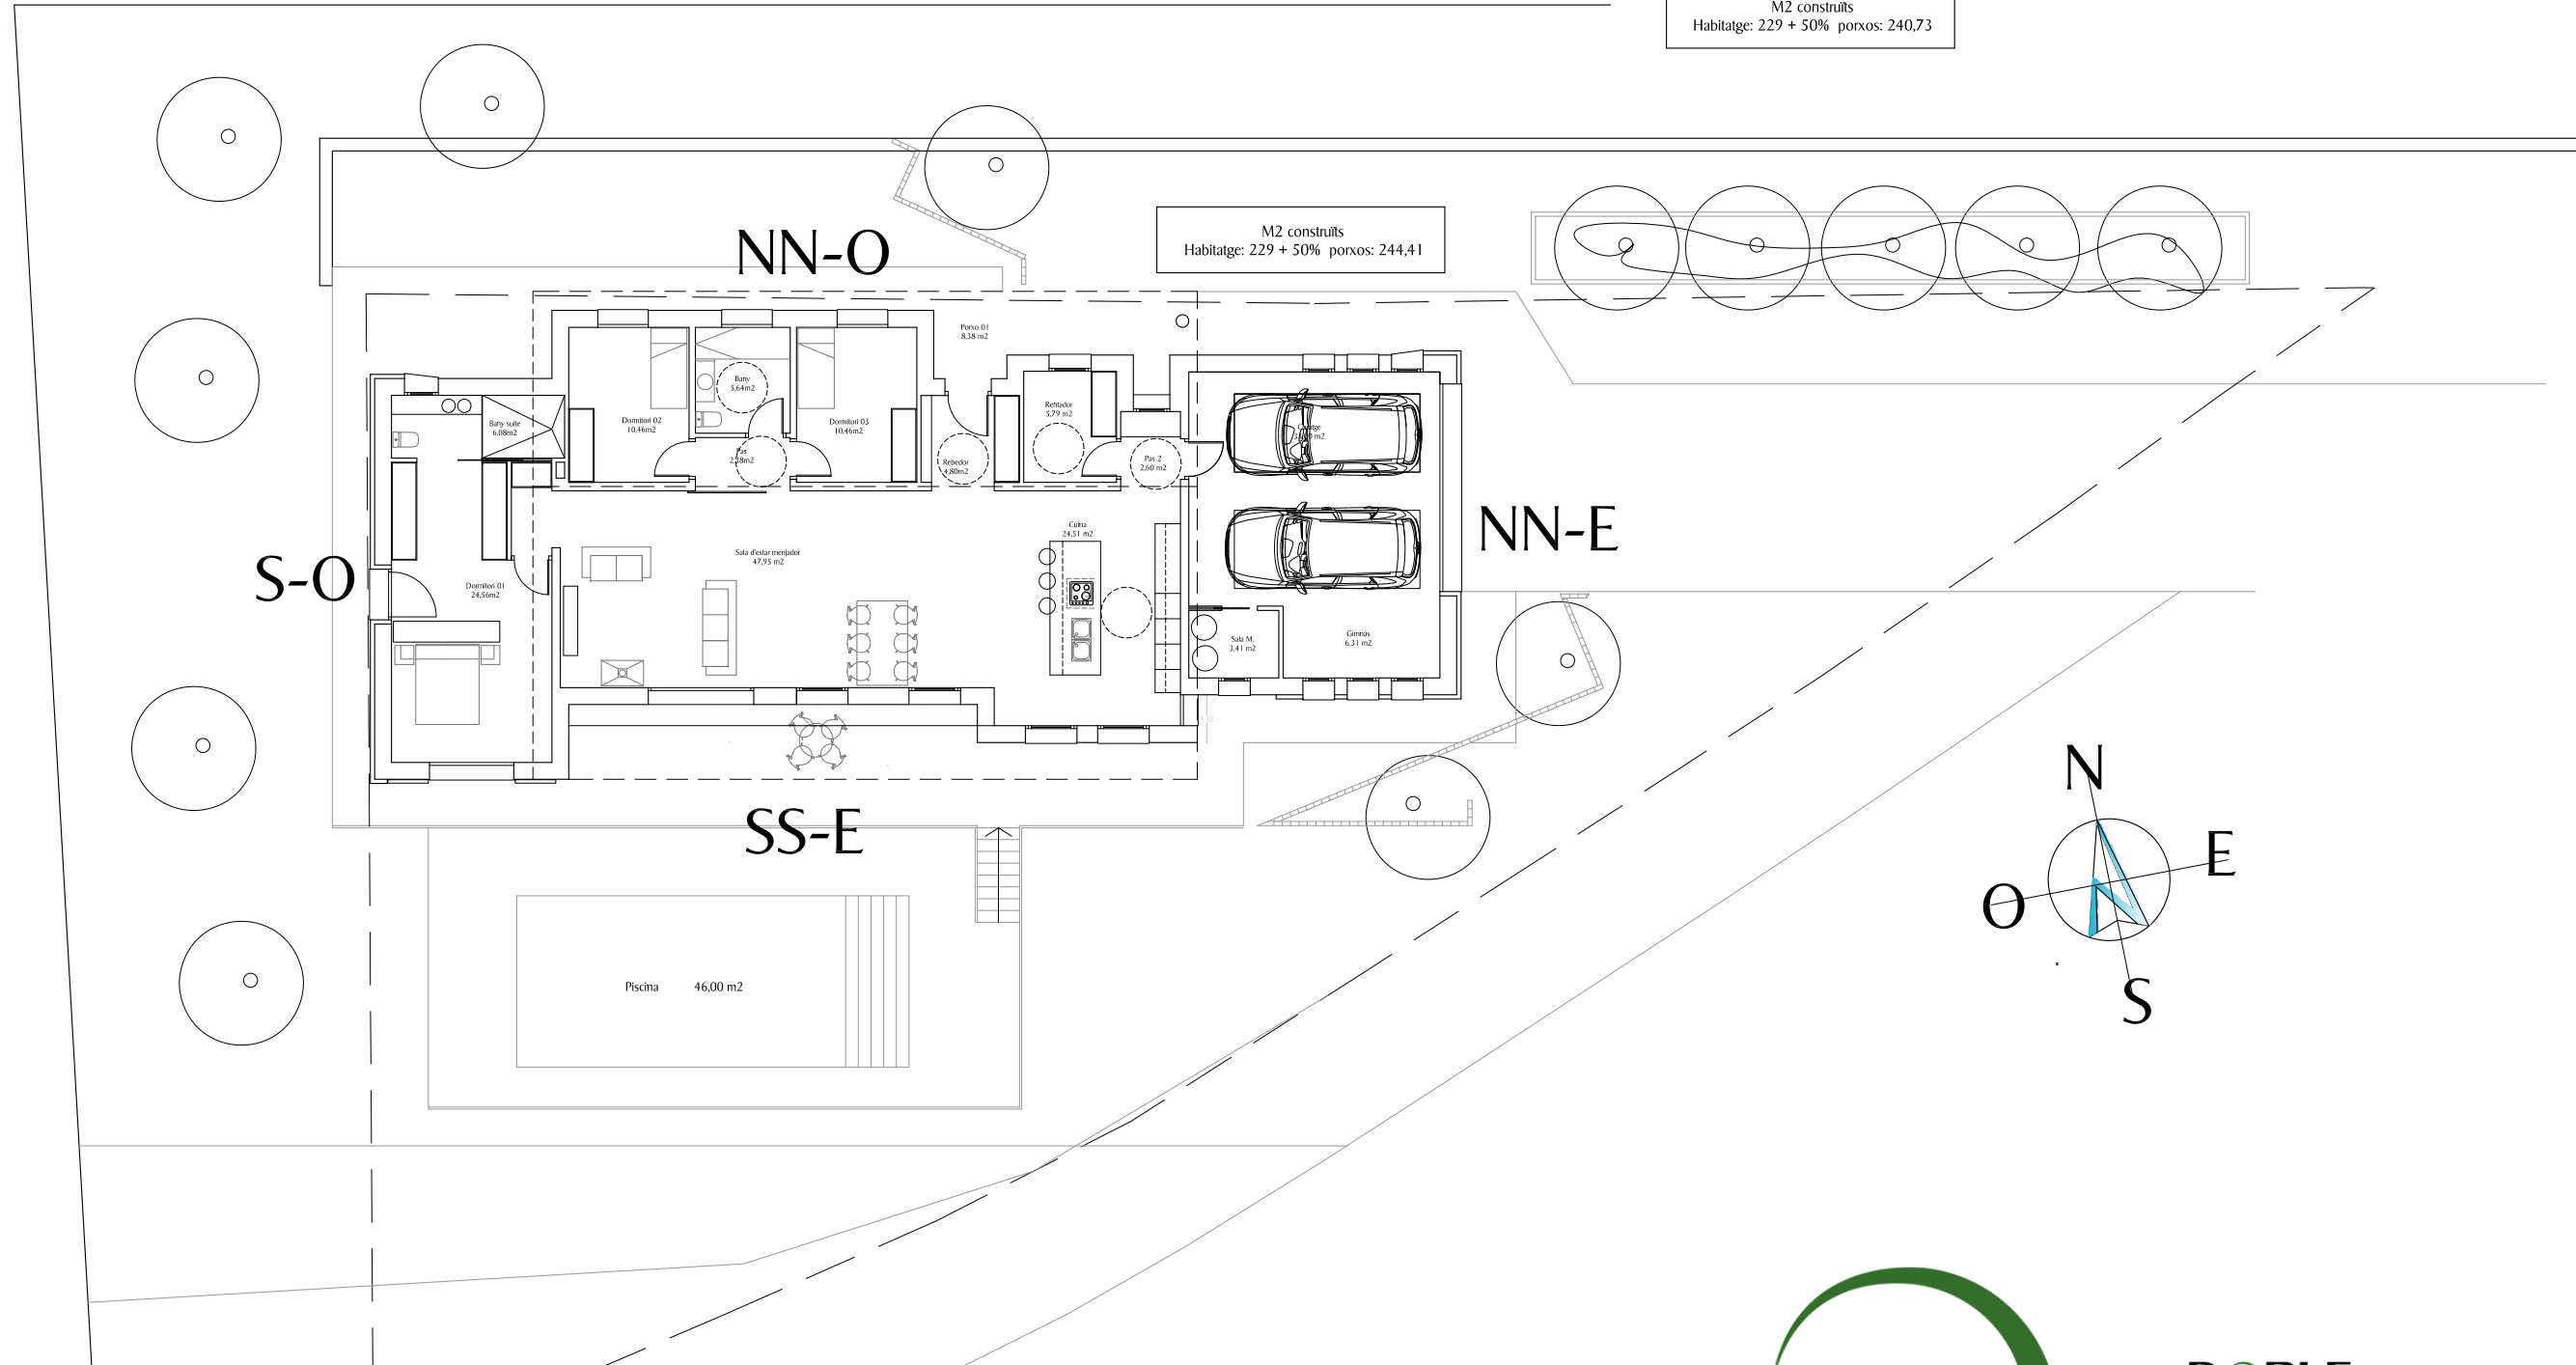 M2 construïts
Habitatge: 229 + 50% porxos: 240,73
M2 construïts
Habitatge: 229 + 50% porxos: 244,41
NN-O
Porxo 01
8,38 m2
Bany
5,64m2
Dormitori 02
10,46m2
Dormitori 03
10,46m2
Bany suite
6,08m2
Pas
Rebedor
4,80m2
Rentador
5,79 m2
Pas 2
2,60 m2
m2
NN-E
S-O
Dormitori 01
24,56m2
Sala d'estar menjador
47,95 m2
Cuina
24,51 m2
Sala M.
3,41 m2
Gimnàs
6,31 m2
SS-E
Piscina 46,00 m2
N
E
O
S